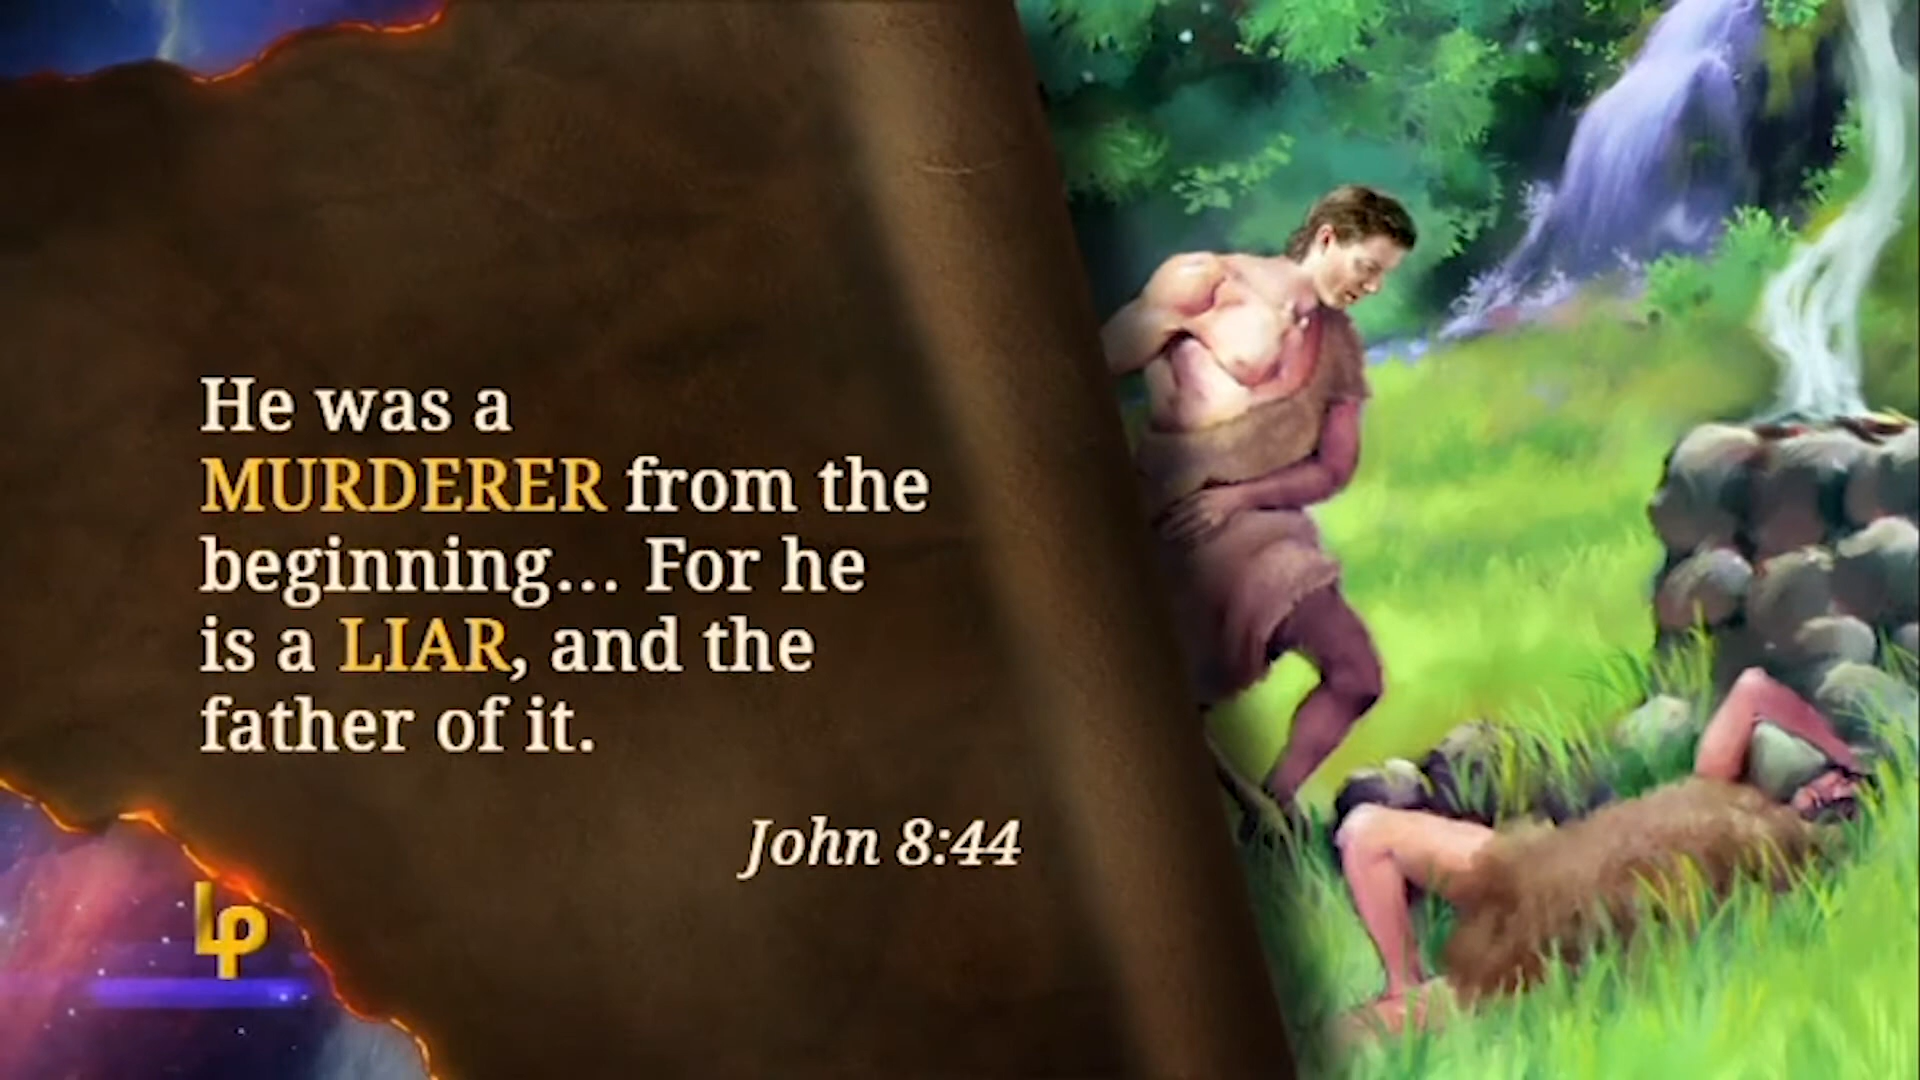 He was a
MURDERER from the
beginning... For he
is a LIAR, and the
father of it.
John 8:44
LP